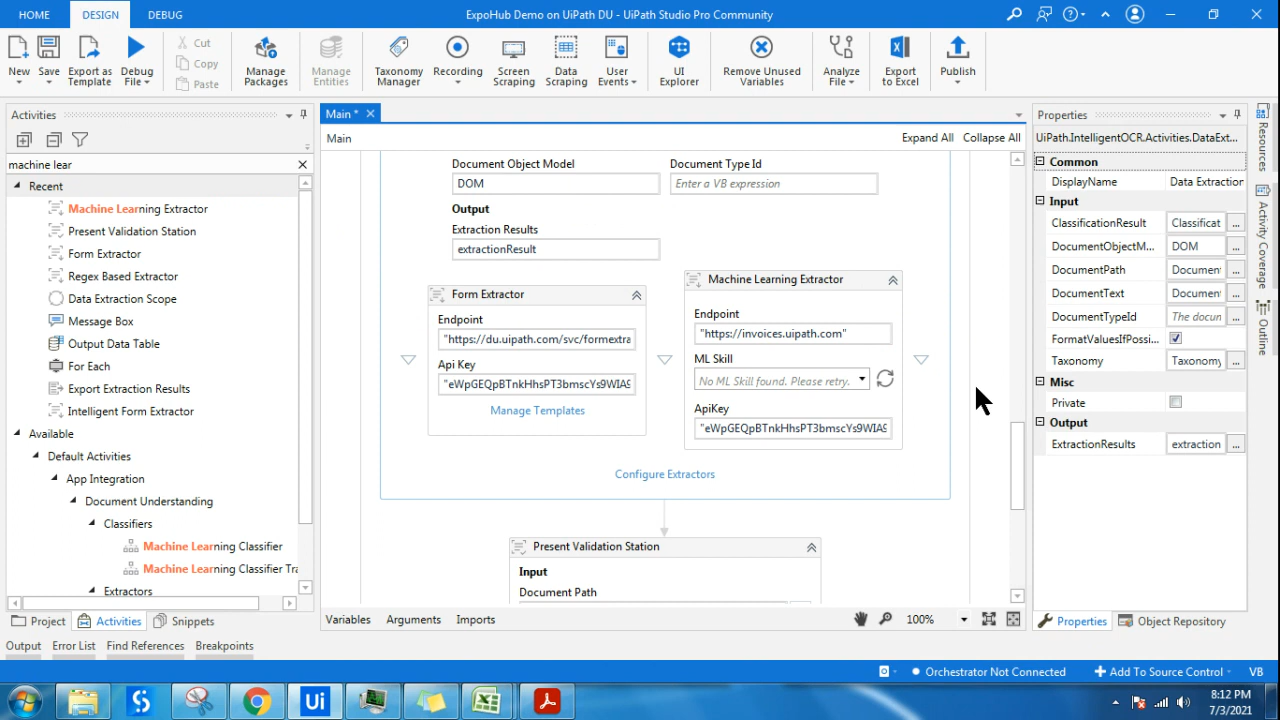 HOME DESIGN DEBUG
ExpoHub Demo on UiPath DU - UiPath Studio Pro Community
New
Save
Export as Template
Debug File
Cut
Copy
Paste
Manage Packages
Manage Entities
Taxonomy Manager
Recording
Screen Scraping
Data Scraping
User Events
UI Explorer
Remove Unused Variables
Analyze File
Export to Excel
Publish
Activities
machine lear
Recent
Machine Learning Extractor
Present Validation Station
Form Extractor
Regex Based Extractor
Data Extraction Scope
Message Box
Output Data Table
For Each
Export Extraction Results
Intelligent Form Extractor
Available
Default Activities
App Integration
Document Understanding
Classifiers
Machine Learning Classifier
Machine Learning Classifier Tra
Extractors
Project Activities Snippets
Main *
Main
Expand All Collapse All
Document Object Model
DOM
Document Type Id
Enter a VB expression
Output
Extraction Results
extractionResult
Form Extractor
Endpoint
"https://du.uipath.com/svc/formextra
Api Key
"eWpGEQpBTnkHhsPT3bmscYs9WIA9
Manage Templates
Machine Learning Extractor
Endpoint
"https://invoices.uipath.com"
ML Skill
No ML Skill found. Please retry.
ApiKey
"eWpGEQpBTnkHhsPT3bmscYs9WIA9
Configure Extractors
Present Validation Station
Input
Document Path
Variables Arguments Imports
100%
Properties
UiPath.IntelligentOCR.Activities.DataExt...
Common
DisplayName Data Extraction
Input
ClassificationResult Classificat ...
DocumentObjectM... DOM ...
DocumentPath Document ...
DocumentText Document ...
DocumentTypeId The docun ...
FormatValuesIfPossi...
Taxonomy Taxonomy ...
Misc
Private
Output
ExtractionResults extraction ...
Properties Object Repository
Resources
Activity Coverage
Outline
Output Error List Find References Breakpoints
Orchestrator Not Connected
Add To Source Control
VB
Ui
8:12 PM
7/3/2021